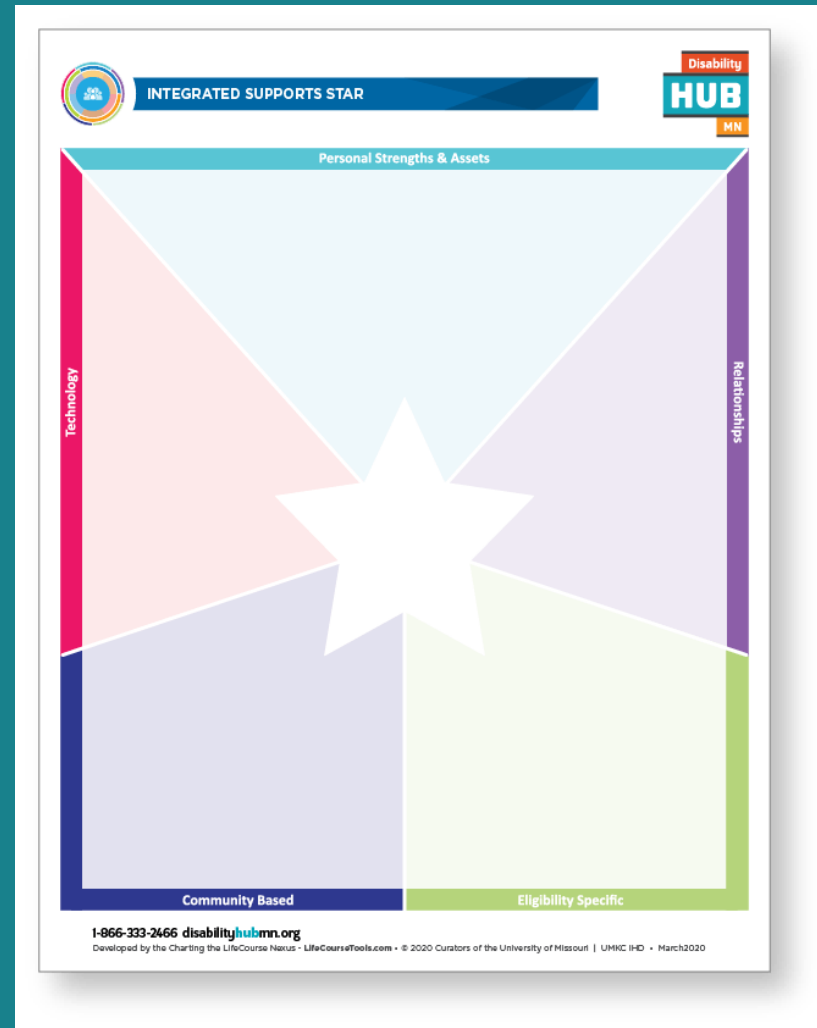 INTEGRATED SUPPORTS STAR
Disability
HUB
MN
Personal Strengths & Assets
Technology
Relationships
Community Based
Eligibility Specific
1-866-333-2466 disabilityhubmn.org
Developed by the Charting the LifeCourse Nexus - LifeCourseTools.com • © 2020 Curators of the University of Missouri | UMKC IHD • March2020